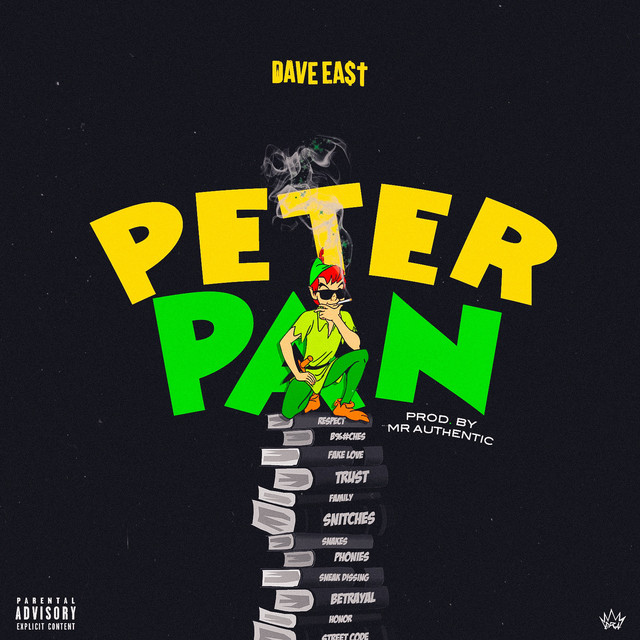 DAVE EA$T
PETER
PAN
PROD. BY
MR AUTHENTIC
RESPECT
B%#CHES
FAKE LOVE
TRUST
FAMILY
SNITCHES
SNAKES
PHONIES
SNEAK DISSING
BETRAYAL
HONOR
STREET CODE
PARENTAL
ADVISORY
EXPLICIT CONTENT